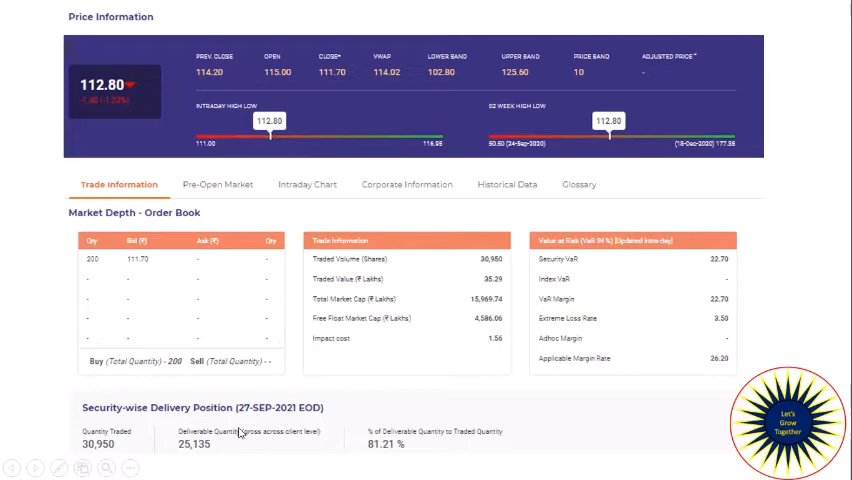 Price Information
PREV. CLOSE OPEN CLOSE* VWAP LOWER BAND UPPER BAND PRICE BAND ADJUSTED PRICE^
112.80
114.20 115.00 111.70 114.02 102.80 125.60 10 -
INTRADAY HIGH LOW 52 WEEK HIGH LOW
112.80 112.80
111.00 116.95 50.50 (24-Sep-2020) (18-Dec-2020) 177.35
Trade Information Pre-Open Market Intraday Chart Corporate Information Historical Data Glossary
Market Depth - Order Book
Qty Bid (₹) Ask (₹) Qty
200 111.70 - -
- - - -
- - - -
- - - -
- - - -
Buy (Total Quantity) - 200 Sell (Total Quantity) - -
Trade Information
Traded Volume (Shares) 30,950
Traded Value (₹ Lakhs) 35.29
Total Market Cap (₹ Lakhs) 15,969.74
Free Float Market Cap (₹ Lakhs) 4,586.06
Impact cost 1.56
Value at Risk (VaR IN %) [Updated intra-day]
Security VaR 22.70
Index VaR -
VaR Margin 22.70
Extreme Loss Rate 3.50
Adhoc Margin -
Applicable Margin Rate 26.20
Security-wise Delivery Position (27-SEP-2021 EOD)
Quantity Traded Deliverable Quantity (gross across client level) % of Deliverable Quantity to Traded Quantity
30,950 25,135 81.21 %
Let's
Grow
Together